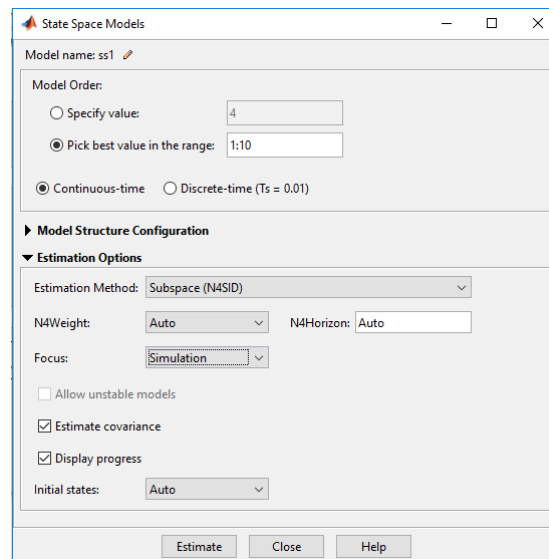 State Space Models
Model name: ss1
Model Order:
Specify value: 4
Pick best value in the range: 1:10
Continuous-time Discrete-time (Ts = 0.01)
Model Structure Configuration
Estimation Options
Estimation Method: Subspace (N4SID)
N4Weight: Auto N4Horizon: Auto
Focus: Simulation
Allow unstable models
Estimate covariance
Display progress
Initial states: Auto
Estimate Close Help